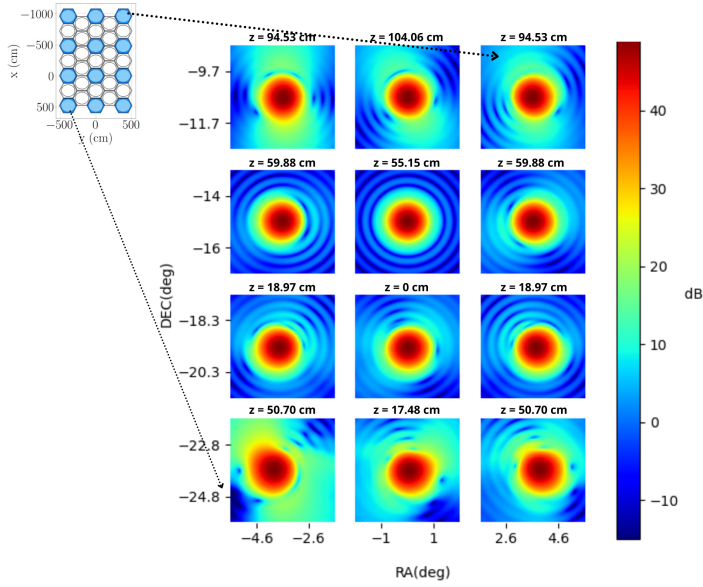 −1000
−500
0
500
x (cm)
−500 0 500
y (cm)
z = 94.53 cm z = 104.06 cm z = 94.53 cm
−9.7
−11.7
z = 59.88 cm z = 55.15 cm z = 59.88 cm
−14
−16
z = 18.97 cm z = 0 cm z = 18.97 cm
−18.3
−20.3
z = 50.70 cm z = 17.48 cm z = 50.70 cm
−22.8
−24.8
DEC(deg)
−4.6 −2.6 −1 1 2.6 4.6
RA(deg)
40
30
20
10
0
−10
dB